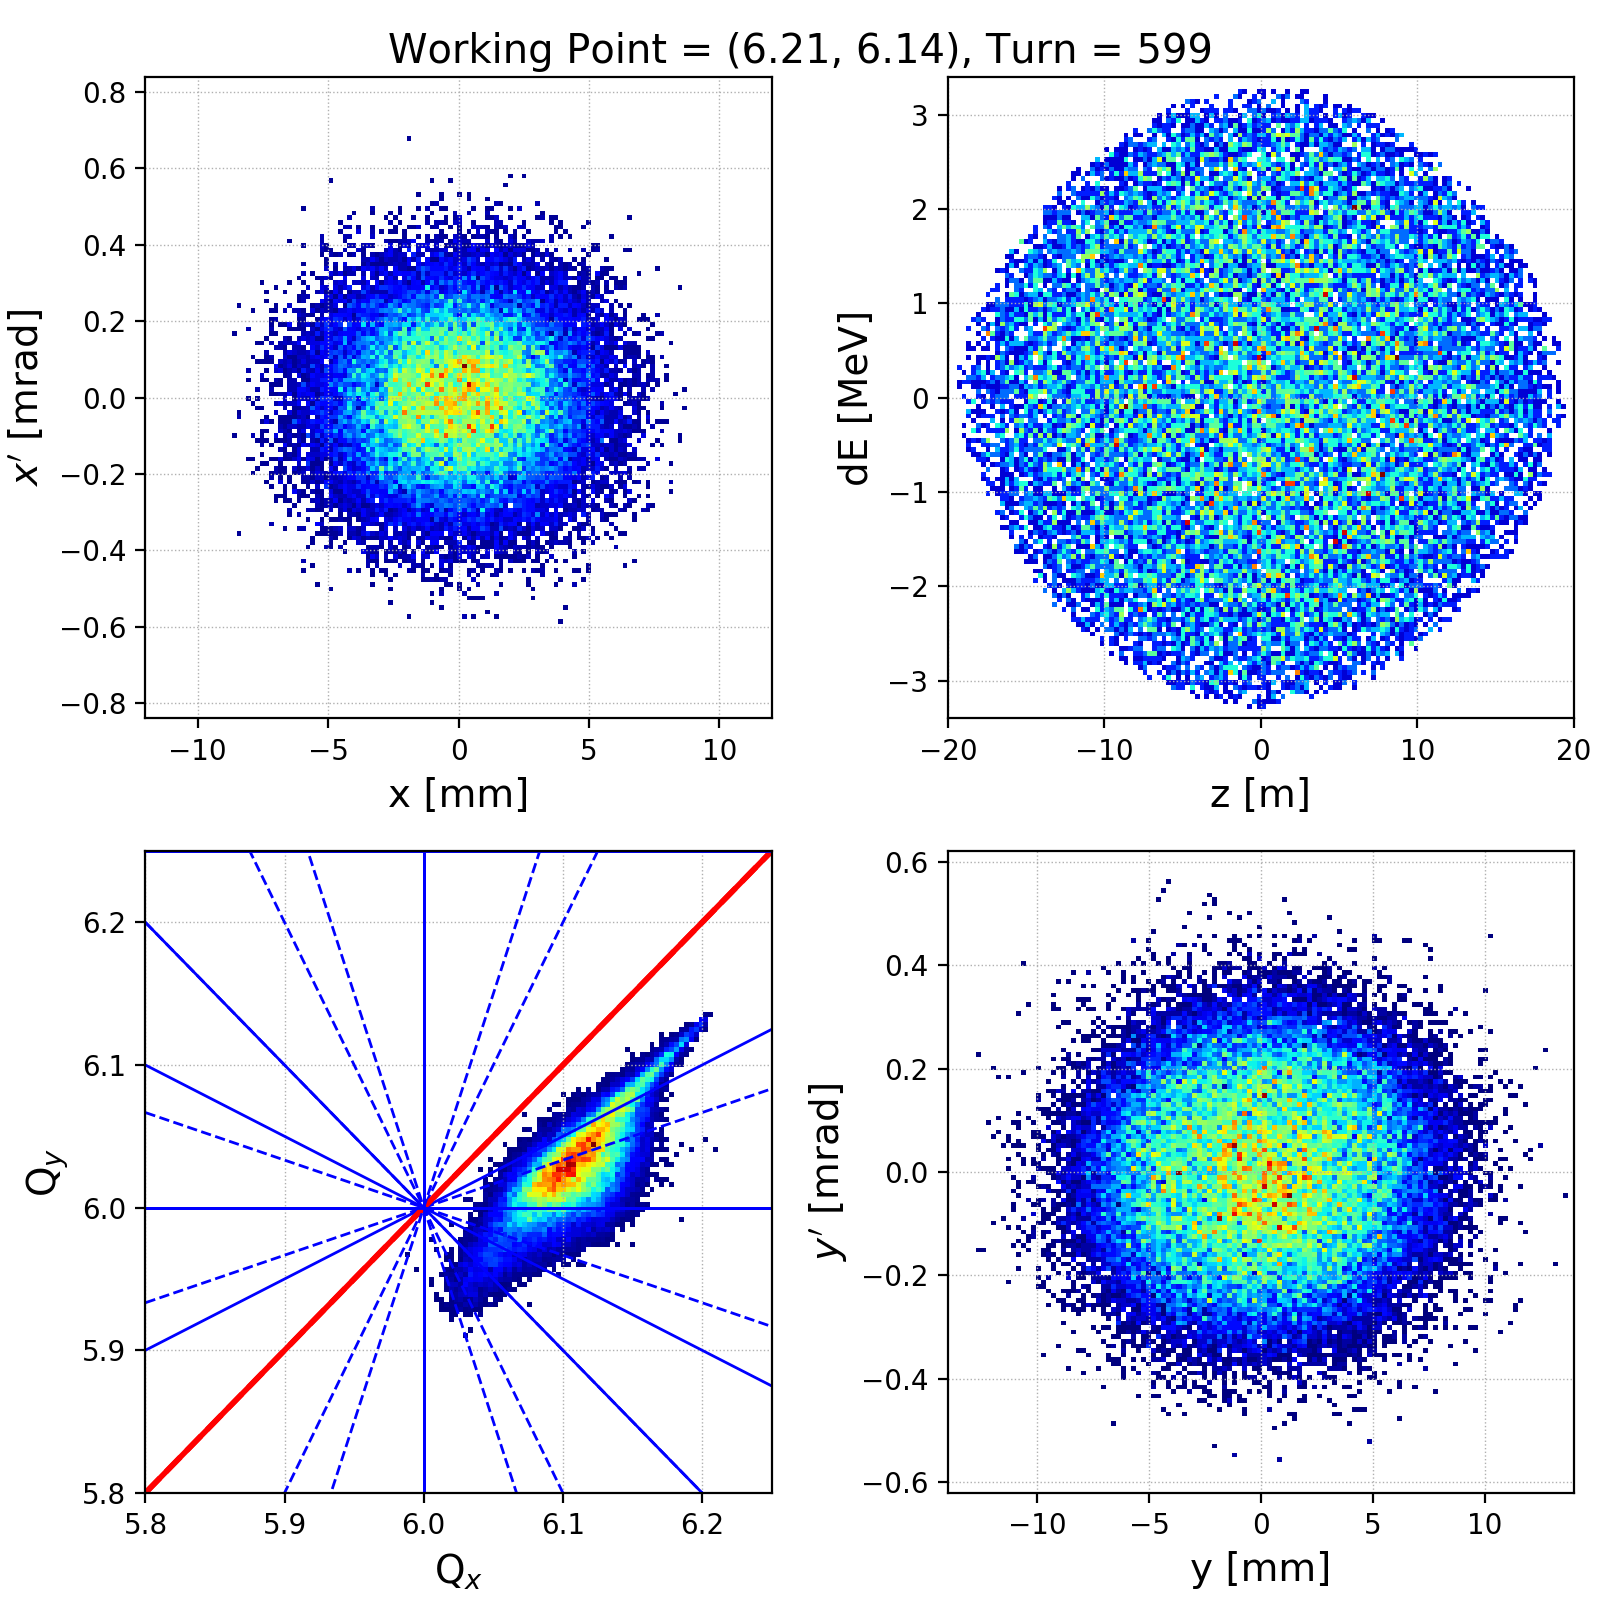 Working Point = (6.21, 6.14), Turn = 599
0.8
0.6
0.4
0.2
0.0
−0.2
−0.4
−0.6
−0.8
x′ [mrad]
−10 −5 0 5 10
x [mm]
3
2
1
0
−1
−2
−3
dE [MeV]
−20 −10 0 10 20
z [m]
6.2
6.1
6.0
5.9
5.8
Qy
5.8 5.9 6.0 6.1 6.2
Qx
0.6
0.4
0.2
0.0
−0.2
−0.4
−0.6
y′ [mrad]
−10 −5 0 5 10
y [mm]